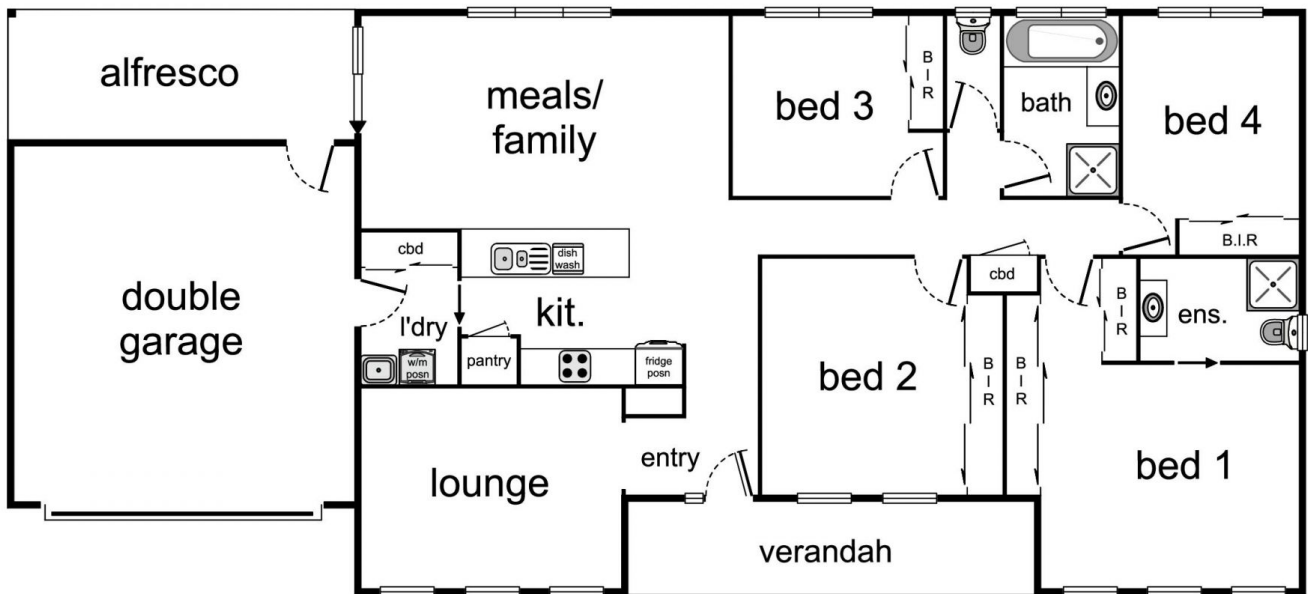 alfresco
meals/
family
bed 3
B
I
R
bath
bed 4
B.I.R
cbd
dish
wash
cbd
double
garage
l'dry
kit.
w/m
posn
pantry
fridge
posn
bed 2
B
I
R
B
I
R
B
I
R
ens.
lounge
entry
bed 1
verandah